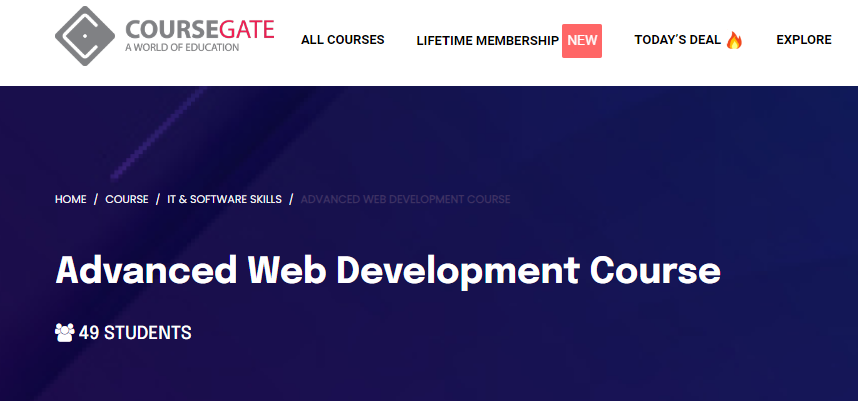 COURSEGATE
A WORLD OF EDUCATION
ALL COURSES
LIFETIME MEMBERSHIP NEW
TODAY'S DEAL 🔥
EXPLORE
HOME / COURSE / IT & SOFTWARE SKILLS / ADVANCED WEB DEVELOPMENT COURSE
Advanced Web Development Course
49 STUDENTS